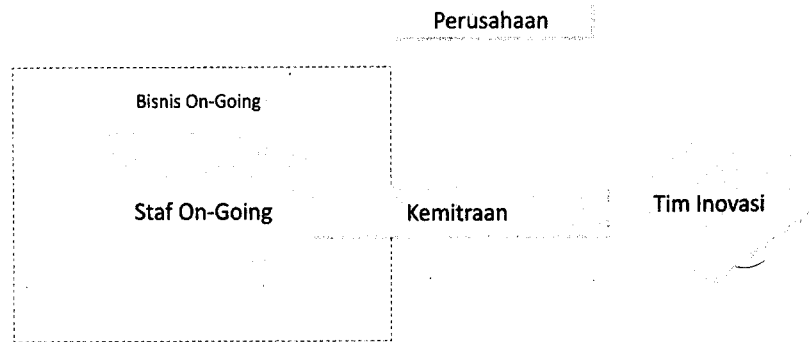 Perusahaan
Bisnis On-Going
Staf On-Going
Kemitraan
Tim Inovasi